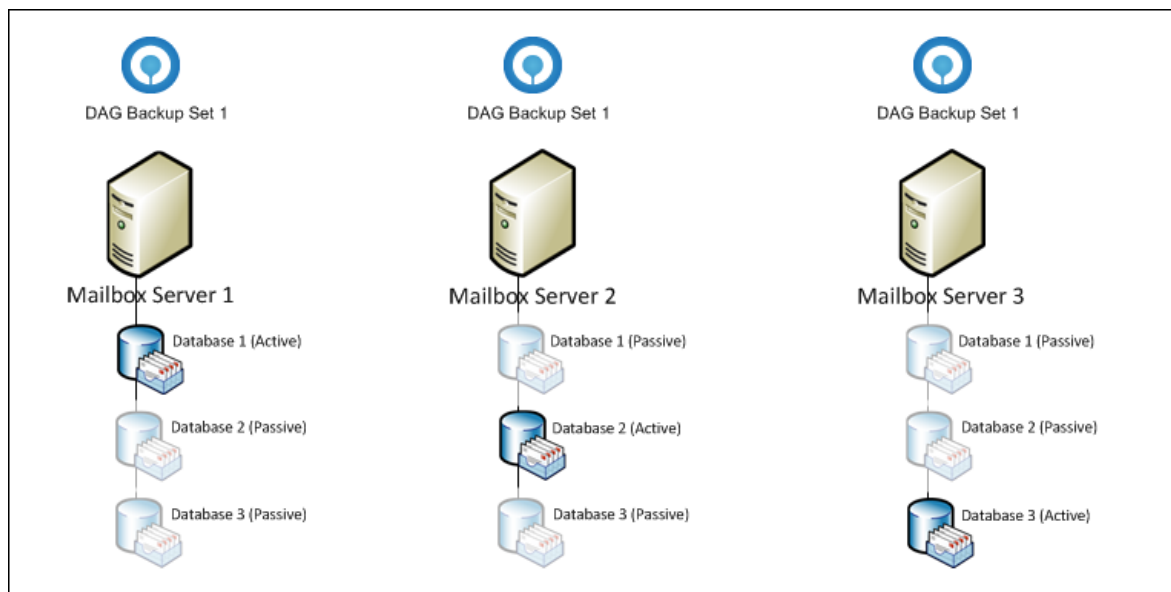 DAG Backup Set 1
DAG Backup Set 1
DAG Backup Set 1
Mailbox Server 1
Mailbox Server 2
Mailbox Server 3
Database 1 (Active)
Database 1 (Passive)
Database 1 (Passive)
Database 2 (Passive)
Database 2 (Active)
Database 2 (Passive)
Database 3 (Passive)
Database 3 (Passive)
Database 3 (Active)